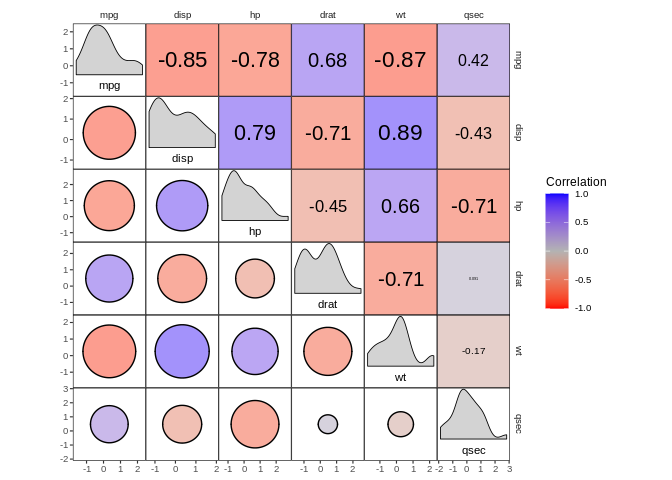 mpg disp hp drat wt qsec
2 1 0 -1 mpg -0.85 -0.78 0.68 -0.87 0.42 mpg
2 1 0 -1 disp 0.79 -0.71 0.89 -0.43 disp
2 1 0 -1 hp -0.45 0.66 -0.71 hp
2 1 0 -1 drat -0.71 drat
2 1 0 -1 wt -0.17 wt
3 2 1 0 -1 -2 qsec qsec
-1 0 1 2 -1 0 1 2 -1 0 1 2 -1 0 1 2 -1 0 1 2 -2 -1 0 1 2 3
Correlation
1.0
0.5
0.0
-0.5
-1.0